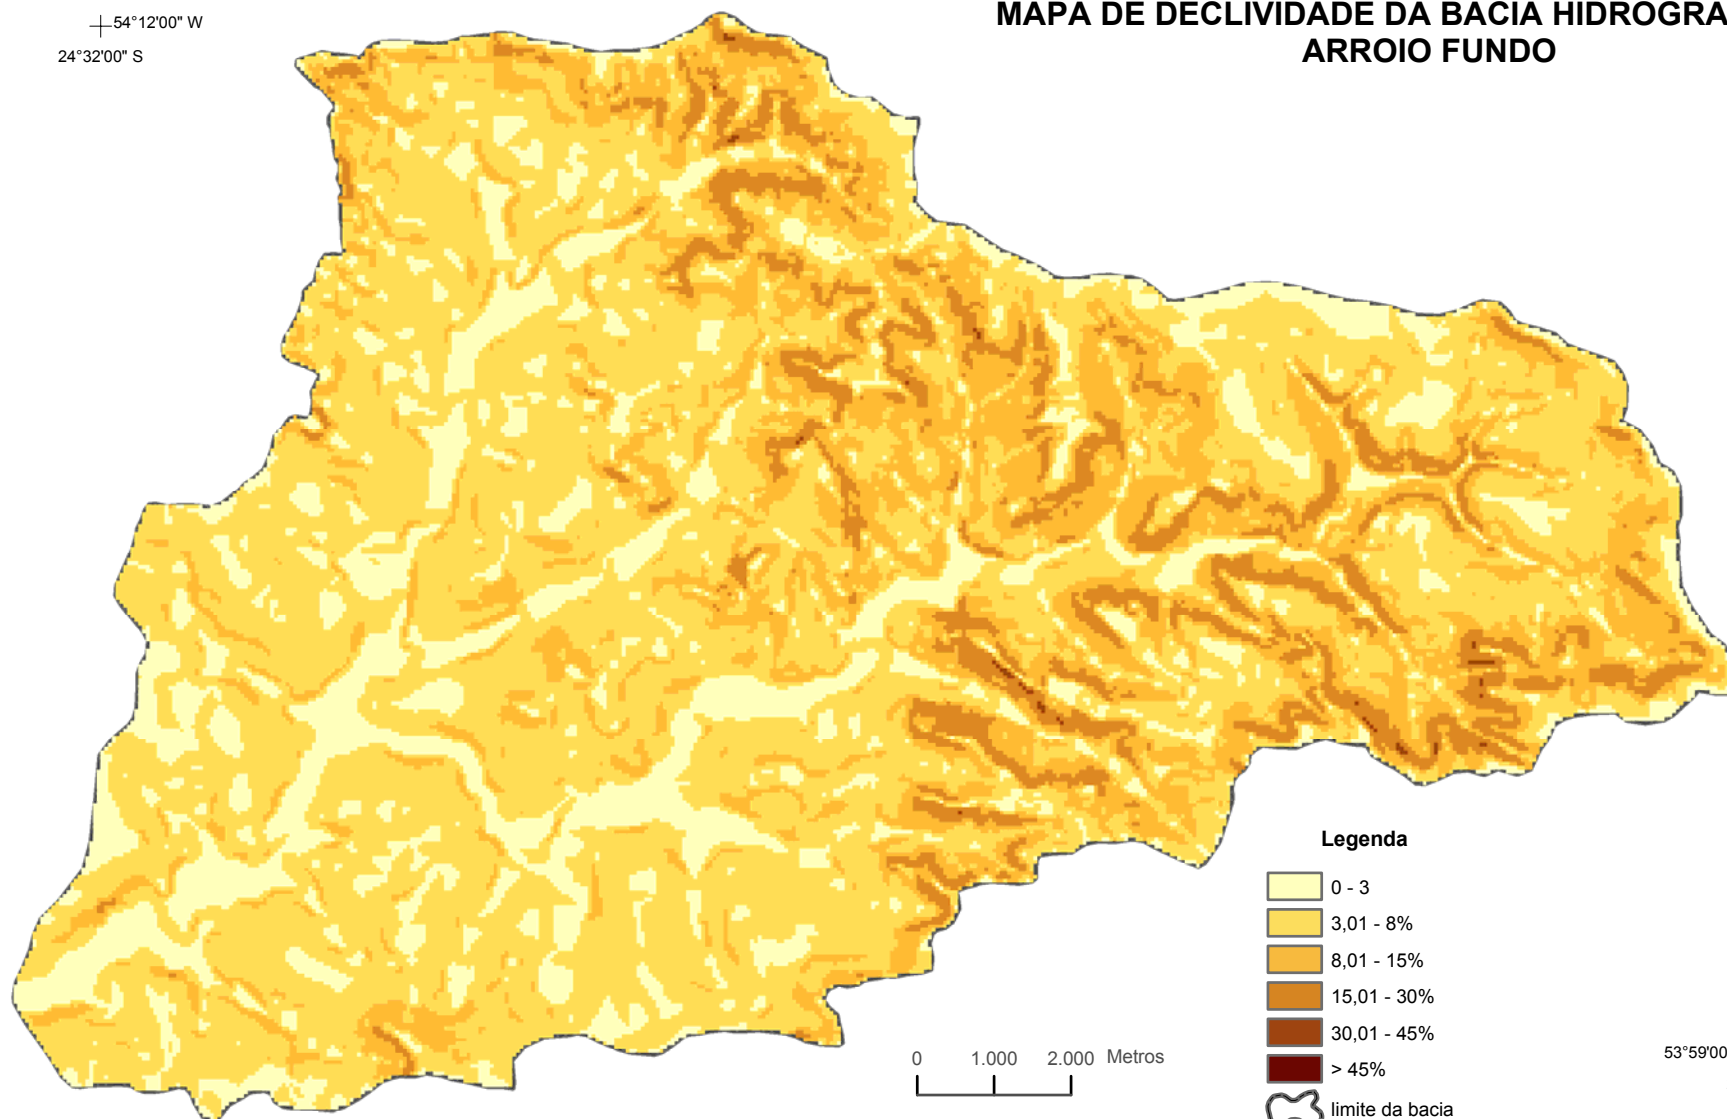 MAPA DE DECLIVIDADE DA BACIA HIDROGRA
ARROIO FUNDO
54°12'00" W
24°32'00" S
Legenda
0 - 3
3,01 - 8%
8,01 - 15%
15,01 - 30%
30,01 - 45%
> 45%
limite da bacia
0 1.000 2.000 Metros
53°59'00